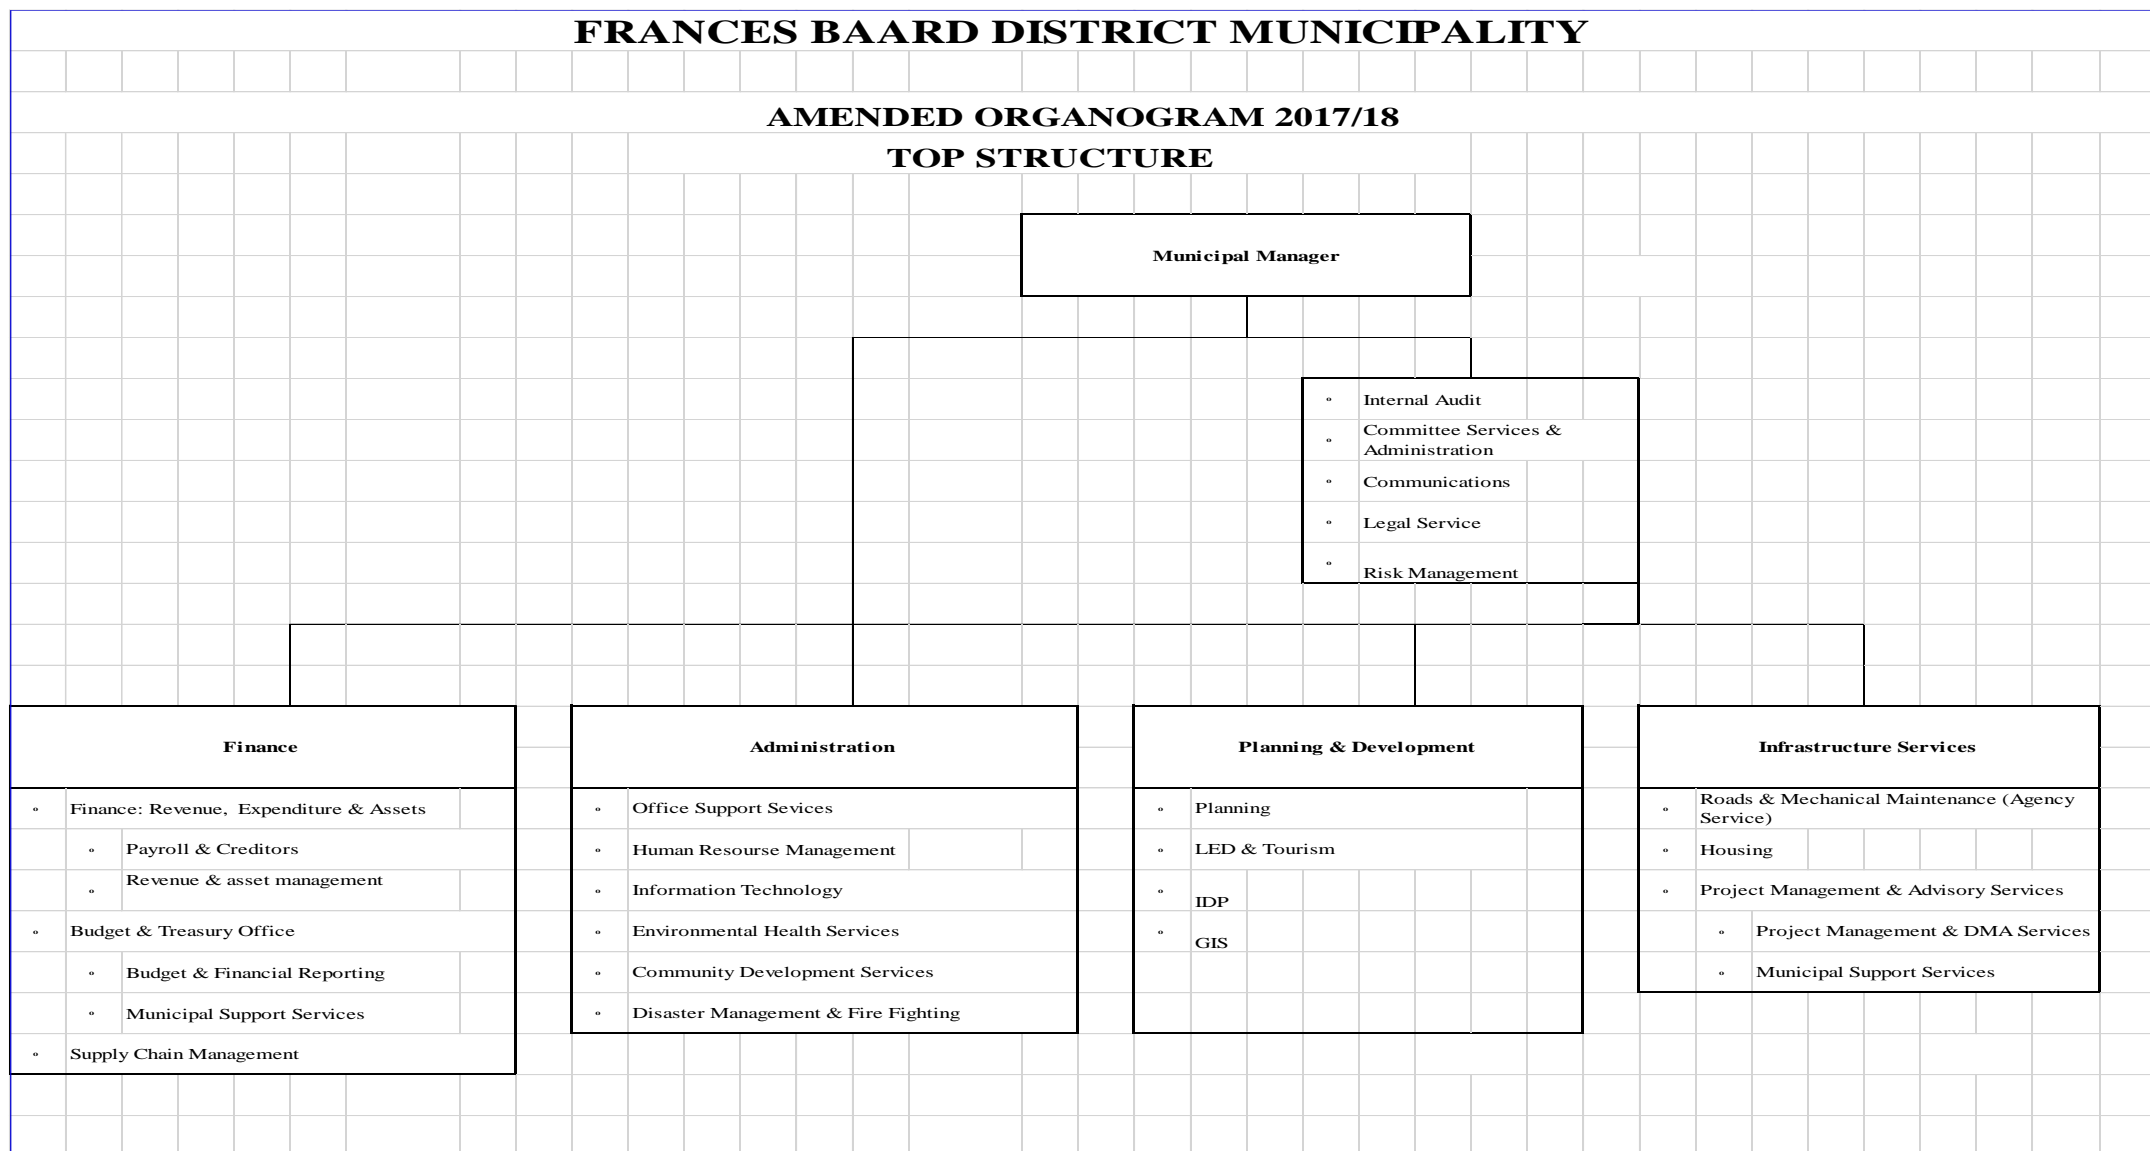 FRANCES BAARD DISTRICT MUNICIPALITY
AMENDED ORGANOGRAM 2017/18
TOP STRUCTURE
Municipal Manager
° Internal Audit
° Committee Services &
Administration
° Communications
° Legal Service
° Risk Management
Finance
° Finance: Revenue, Expenditure & Assets
° Payroll & Creditors
° Revenue & asset management
° Budget & Treasury Office
° Budget & Financial Reporting
° Municipal Support Services
° Supply Chain Management
Administration
° Office Support Sevices
° Human Resourse Management
° Information Technology
° Environmental Health Services
° Community Development Services
° Disaster Management & Fire Fighting
Planning & Development
° Planning
° LED & Tourism
° IDP
° GIS
Infrastructure Services
° Roads & Mechanical Maintenance (Agency
Service)
° Housing
° Project Management & Advisory Services
° Project Management & DMA Services
° Municipal Support Services